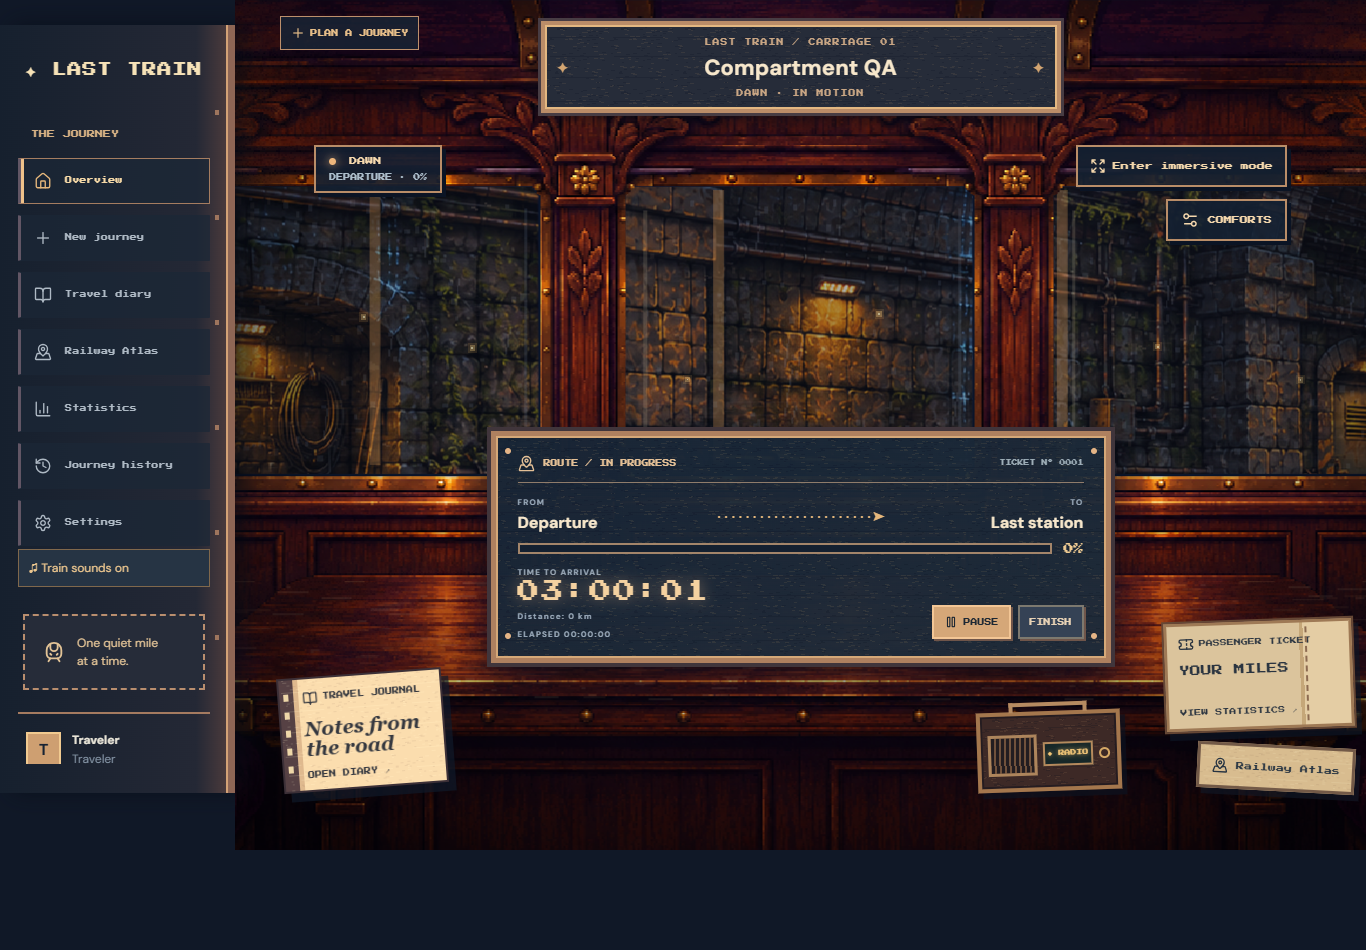 LAST TRAIN
THE JOURNEY
Overview
New journey
Travel diary
Railway Atlas
Statistics
Journey history
Settings
♫ Train sounds on
One quiet mile
at a time.
T
Traveler
Traveler
PLAN A JOURNEY
LAST TRAIN / CARRIAGE 01
Compartment QA
DAWN · IN MOTION
DAWN
DEPARTURE · 0%
Enter immersive mode
COMFORTS
ROUTE / IN PROGRESS
TICKET N° 0001
FROM
TO
Departure
Last station
0%
TIME TO ARRIVAL
03:00:01
Distance: 0 km
ELAPSED 00:00:00
PAUSE
FINISH
TRAVEL JOURNAL
Notes from
the road
OPEN DIARY
RADIO
PASSENGER TICKET
YOUR MILES
VIEW STATISTICS
Railway Atlas